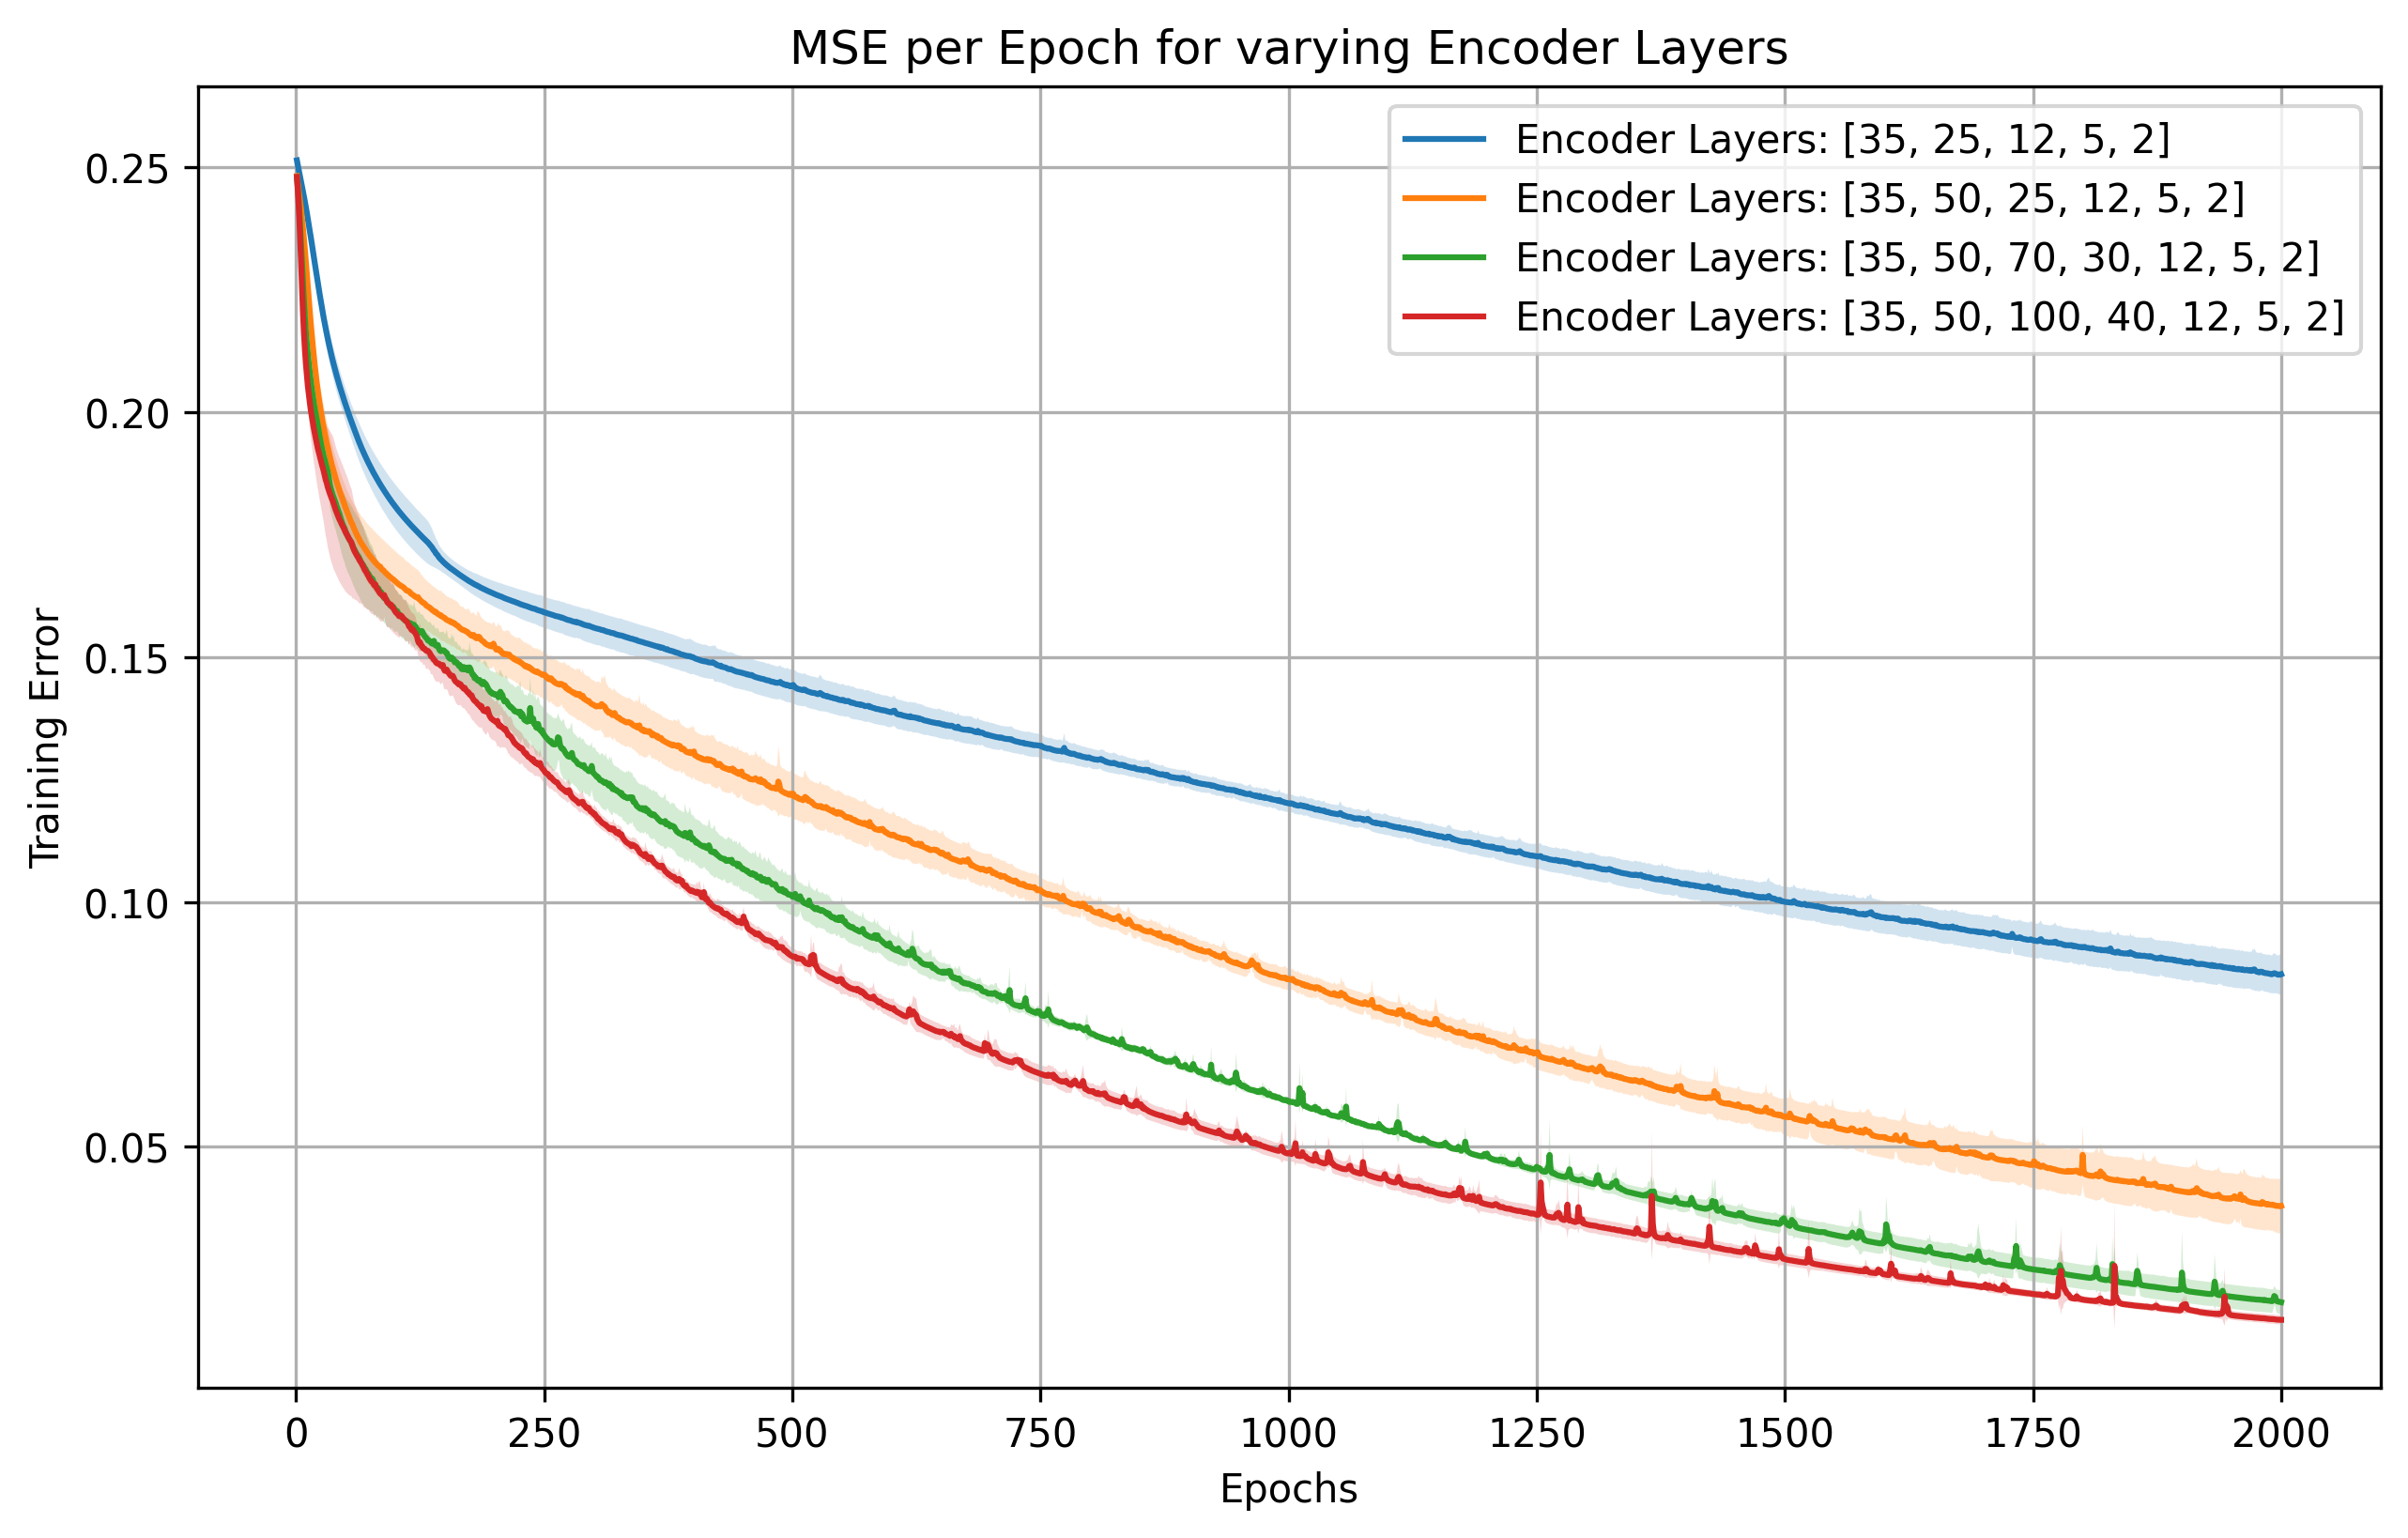 MSE per Epoch for varying Encoder Layers
Encoder Layers: [35, 25, 12, 5, 2]
Encoder Layers: [35, 50, 25, 12, 5, 2]
Encoder Layers: [35, 50, 70, 30, 12, 5, 2]
Encoder Layers: [35, 50, 100, 40, 12, 5, 2]
Training Error
0.25
0.20
0.15
0.10
0.05
0 250 500 750 1000 1250 1500 1750 2000
Epochs